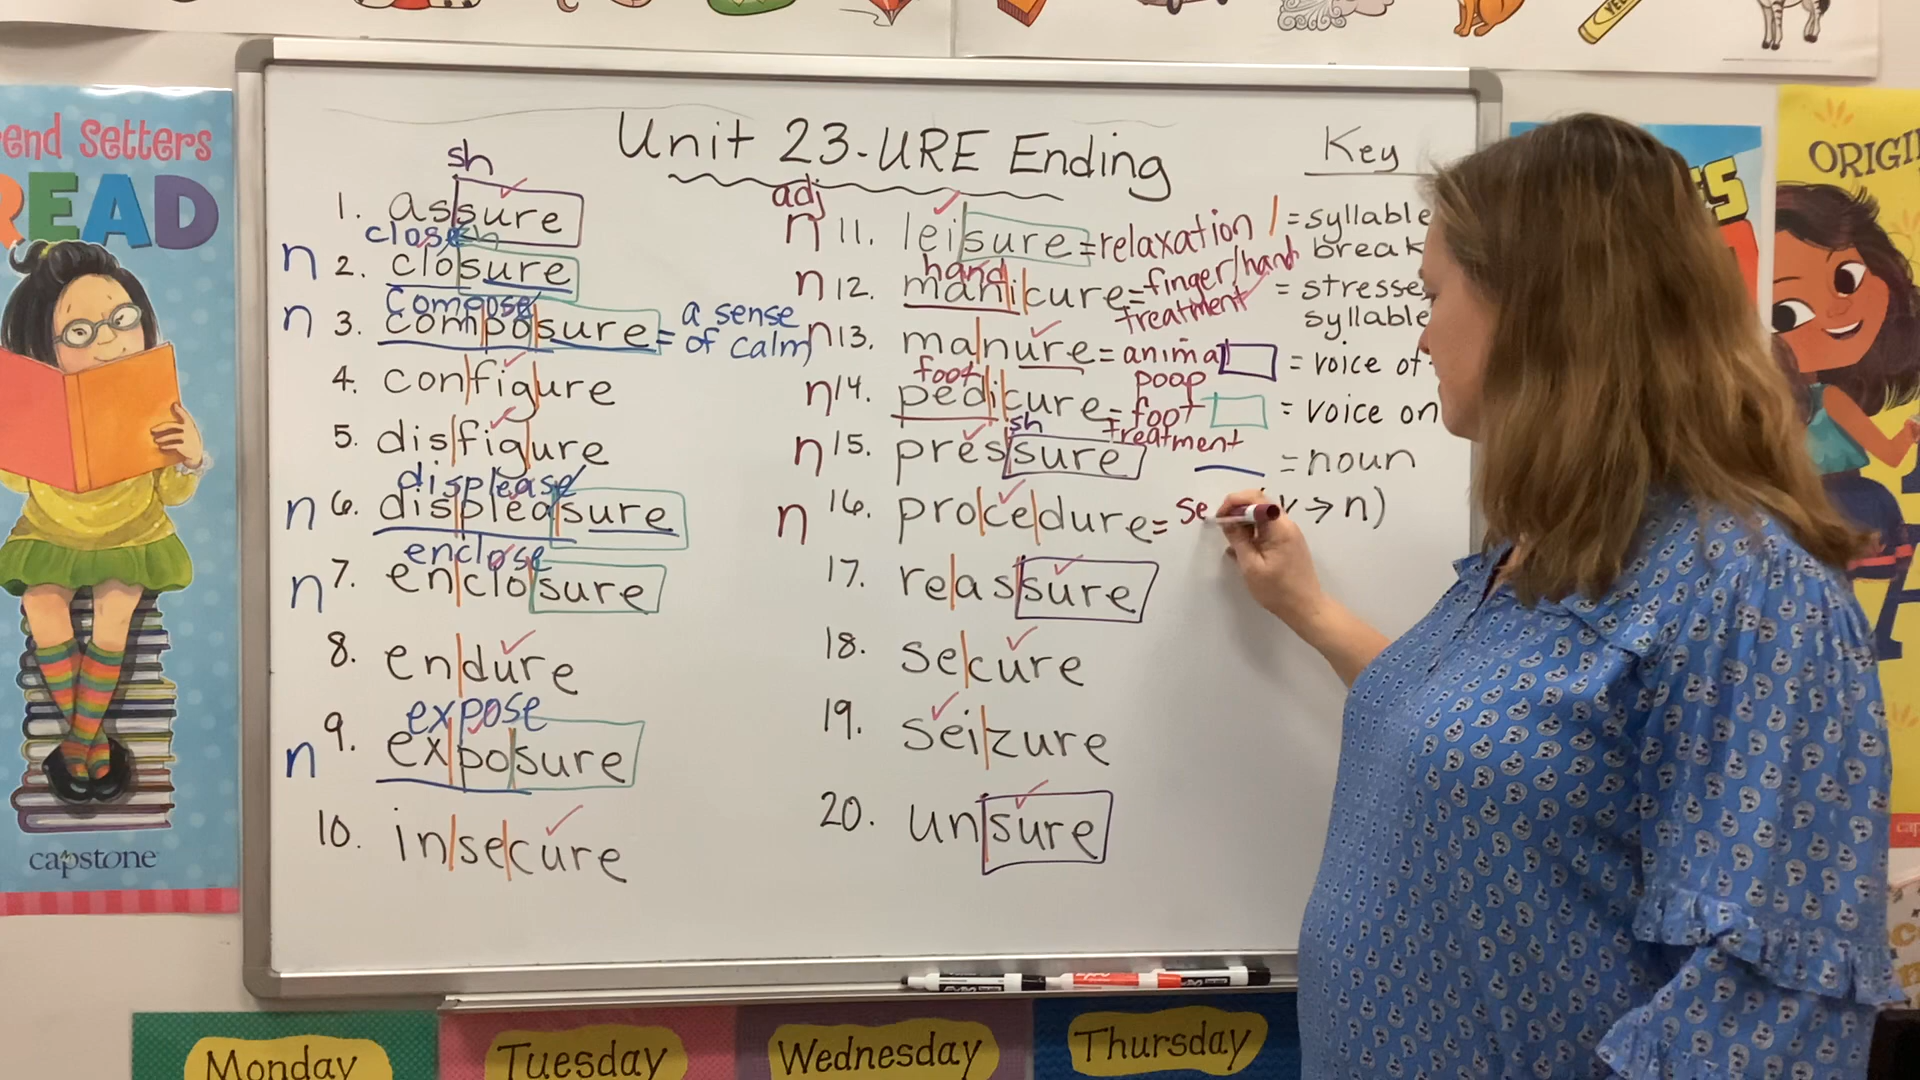 end Setters
READ
capstone
Unit 23-URE Ending
sh
1. assure
close
zh
n 2. closure
compose
n 3. composure = a sense of calm
4. configure
5. disfigure
displease
n 6. displeasure
enclose
n 7. enclosure
8. endure
expose
n 9. exposure
10. insecure
adj
n 11. leisure = relaxation
hand
n 12. manicure = finger/hand treatment
n 13. manure = animal poop
foot
n 14. pedicure = foot treatment
sh
n 15. pressure
n 16. procedure = se
17. reassure
18. secure
19. seizure
20. unsure
Key
/ = syllable break
= stresse
syllable
= voice of
= voice on
= noun
v → n)
ORIGI
Monday
Tuesday
Wednesday
Thursday